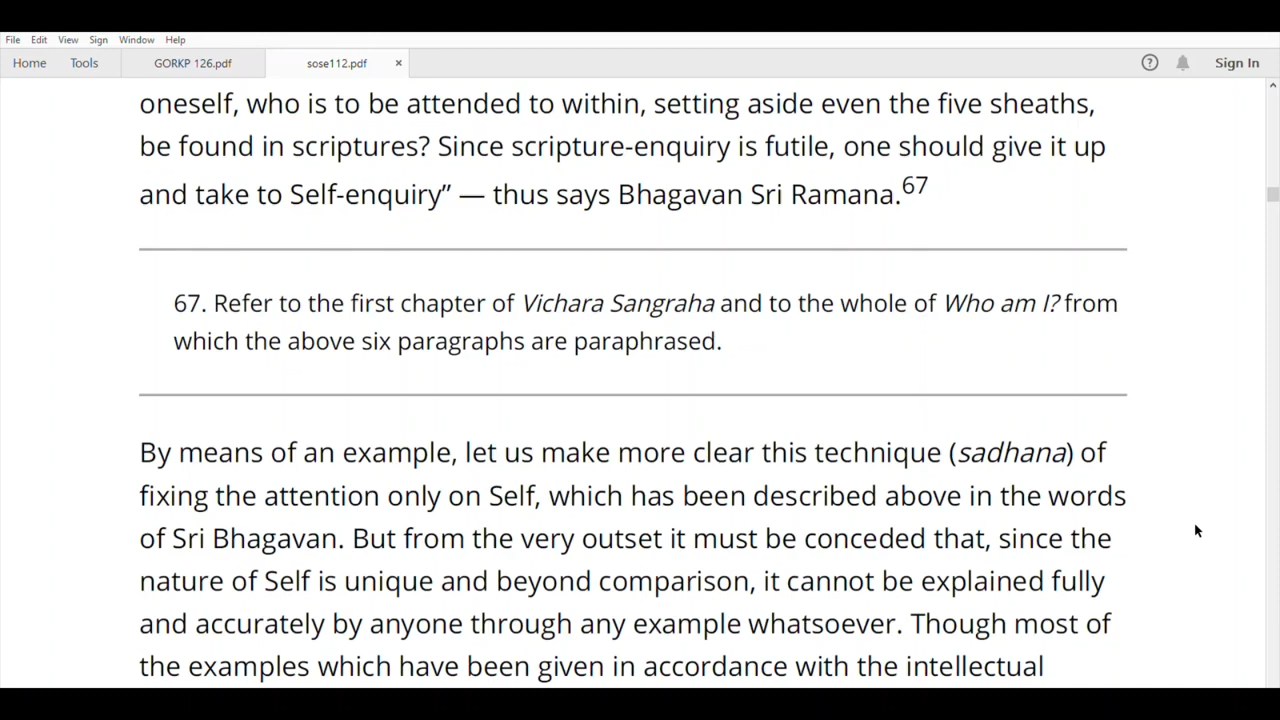 File Edit View Sign Window Help
Home Tools GORKP 126.pdf sose112.pdf × ? Sign In
oneself, who is to be attended to within, setting aside even the five sheaths,
be found in scriptures? Since scripture-enquiry is futile, one should give it up
and take to Self-enquiry” — thus says Bhagavan Sri Ramana.67
67. Refer to the first chapter of Vichara Sangraha and to the whole of Who am I? from
which the above six paragraphs are paraphrased.
By means of an example, let us make more clear this technique (sadhana) of
fixing the attention only on Self, which has been described above in the words
of Sri Bhagavan. But from the very outset it must be conceded that, since the
nature of Self is unique and beyond comparison, it cannot be explained fully
and accurately by anyone through any example whatsoever. Though most of
the examples which have been given in accordance with the intellectual